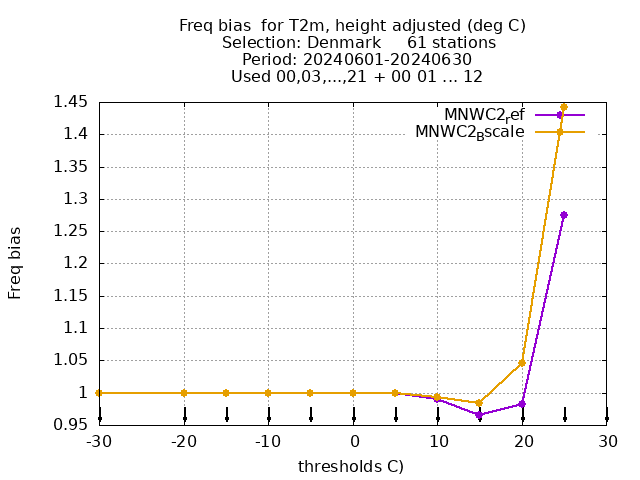 Freq bias  for T2m, height adjusted (deg C)
Selection: Denmark     61 stations
Period: 20240601-20240630
Used 00,03,...,21 + 00 01 ... 12
MNWC2ref
MNWC2Bscale
1.45
1.4
1.35
1.3
1.25
1.2
1.15
1.1
1.05
1
0.95
Freq bias
-30
-20
-10
0
10
20
30
thresholds C)